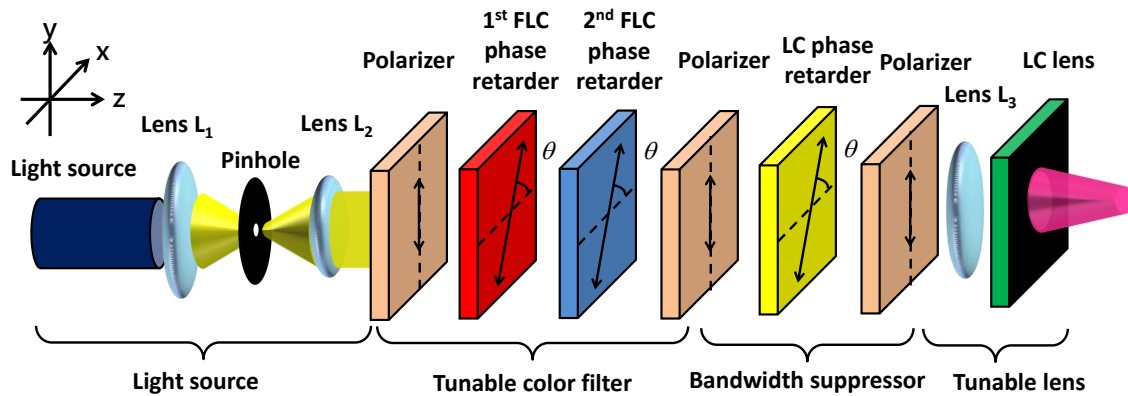 y
x
z
Light source
Lens L1
Pinhole
Lens L2
Polarizer
1st FLC
phase
retarder
θ
2nd FLC
phase
retarder
θ
Polarizer
LC phase
retarder
θ
Polarizer
Lens L3
LC lens
Light source
Tunable color filter
Bandwidth suppressor
Tunable lens